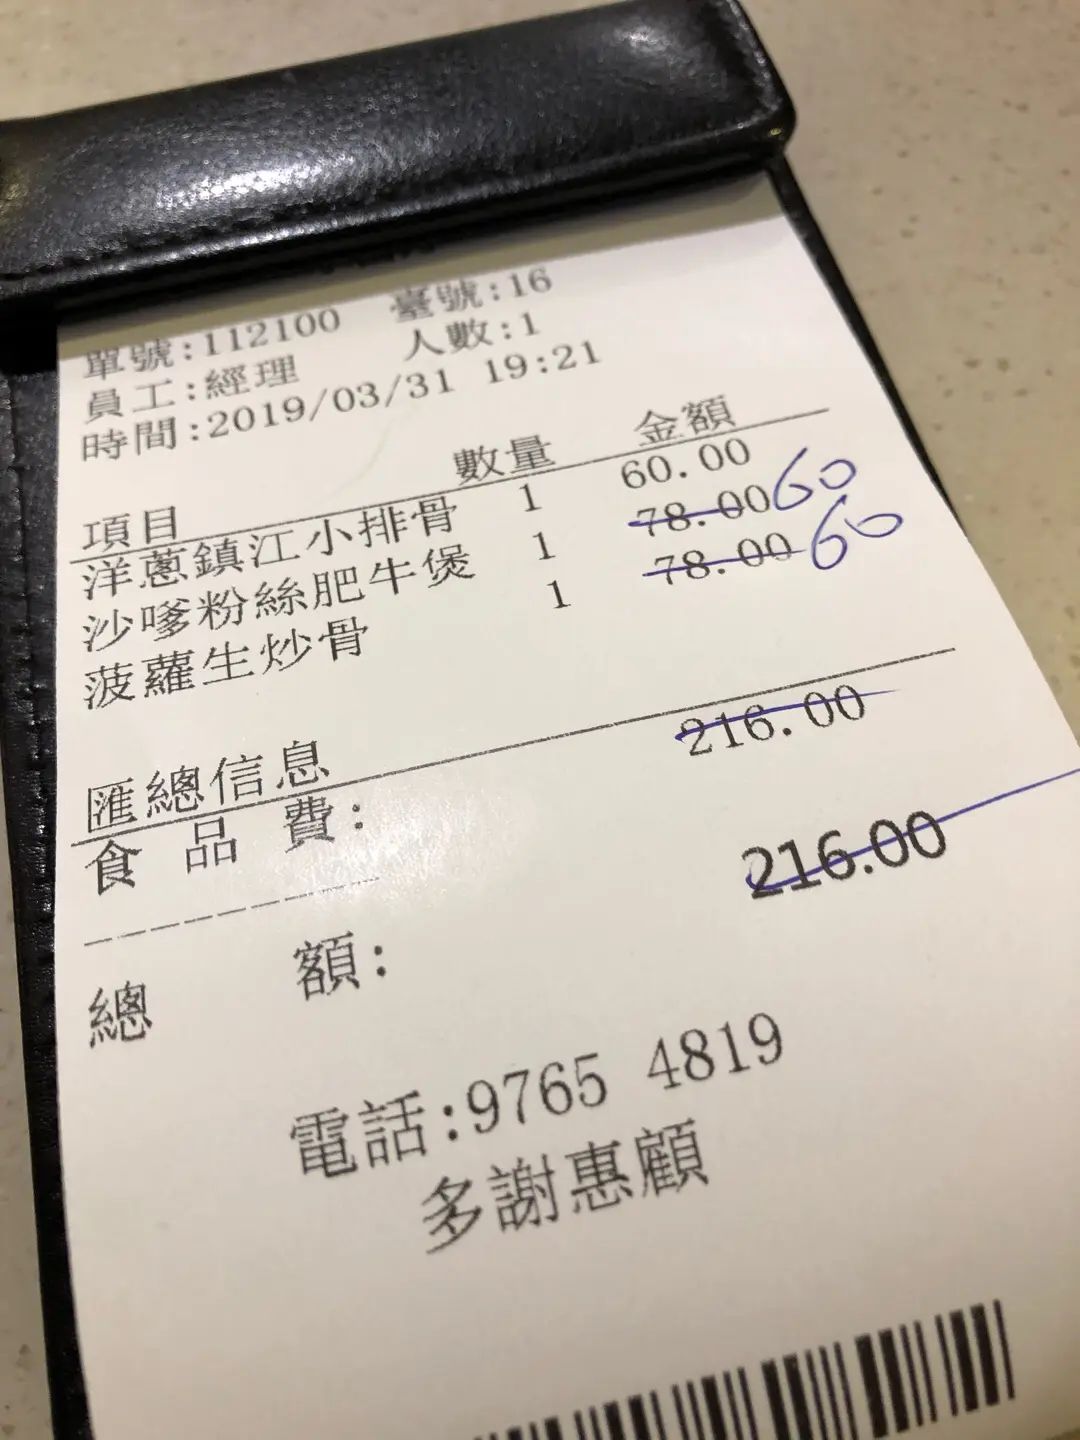 單號:112100 臺號:16
員工:經理 人數:1
時間:2019/03/31 19:21
項目 數量 金額
洋蔥鎮江小排骨 1 60.00
沙嗲粉絲肥牛煲 1 78.00 60
菠蘿生炒骨 1 78.00 60
匯總信息
食品費: 216.00
總額: 216.00
電話:9765 4819
多謝惠顧